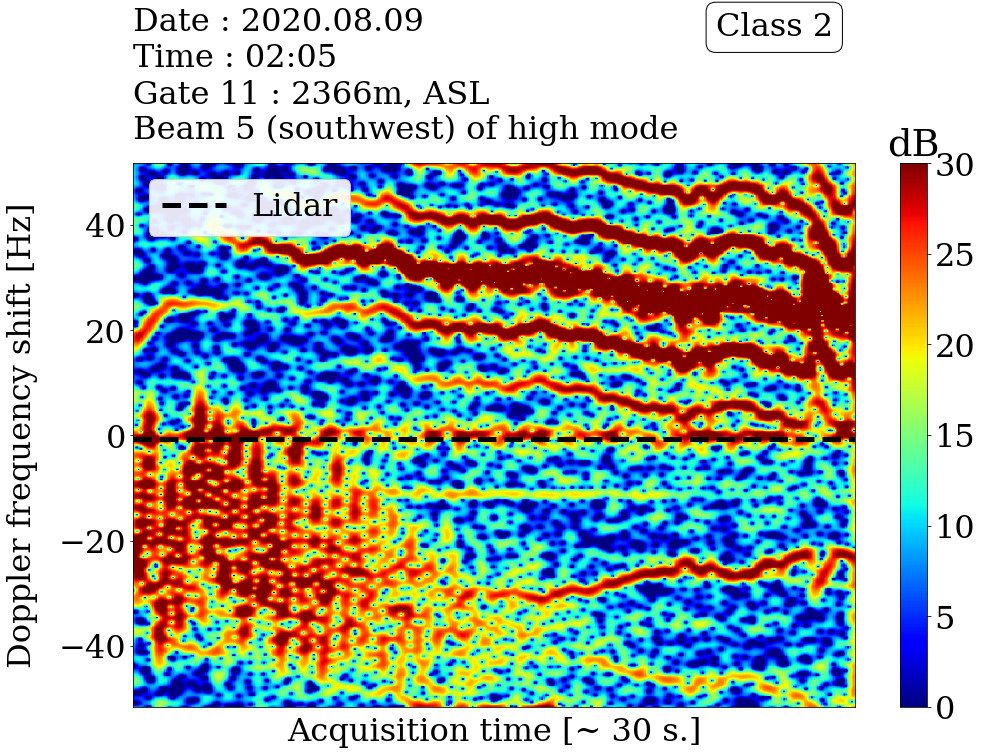 Date : 2020.08.09
Time : 02:05
Gate 11 : 2366m, ASL
Beam 5 (southwest) of high mode
Class 2
dB
Lidar
Doppler frequency shift [Hz]
40
20
0
−20
−40
30
25
20
15
10
5
0
Acquisition time [~ 30 s.]